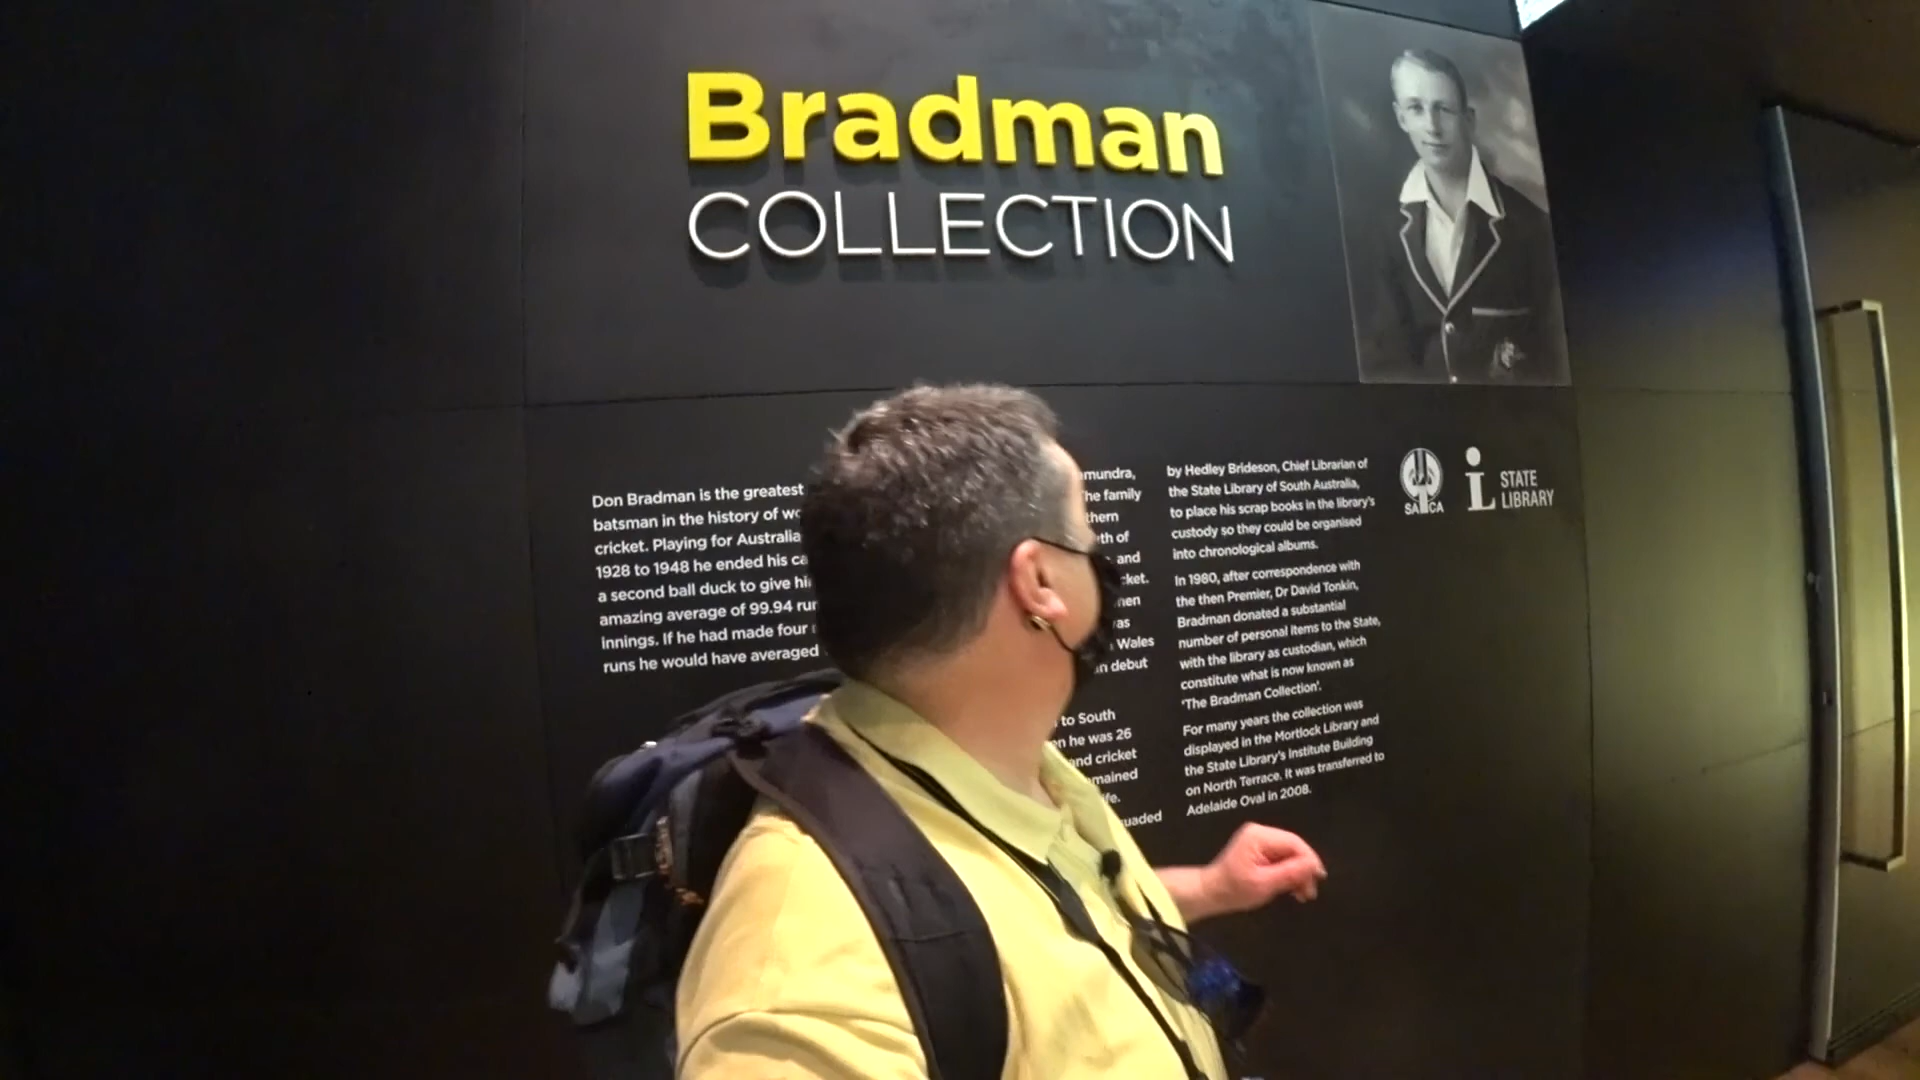 Bradman
COLLECTION
Don Bradman is the greatest
batsman in the history of
cricket. Playing for Australia
1928 to 1948 he ended his
a second ball duck to give
amazing average of 99.94
innings. If he had made four
runs he would have averaged
he family
and
Wales
debut
to South
he was 26
and cricket
by Hedley Brideson, Chief Librarian of
the State Library of South Australia,
to place his scrap books in the library's
custody so they could be organised
into chronological albums.
In 1980, after correspondence with
the then Premier, Dr David Tonkin,
Bradman donated a substantial
number of personal items to the State,
with the library as custodian, which
constitute what is now known as
'The Bradman Collection'.
For many years the collection was
displayed in the Mortlock Library and
the State Library's Institute Building
on North Terrace. It was transferred to
Adelaide Oval in 2008.
SACA
STATE
LIBRARY